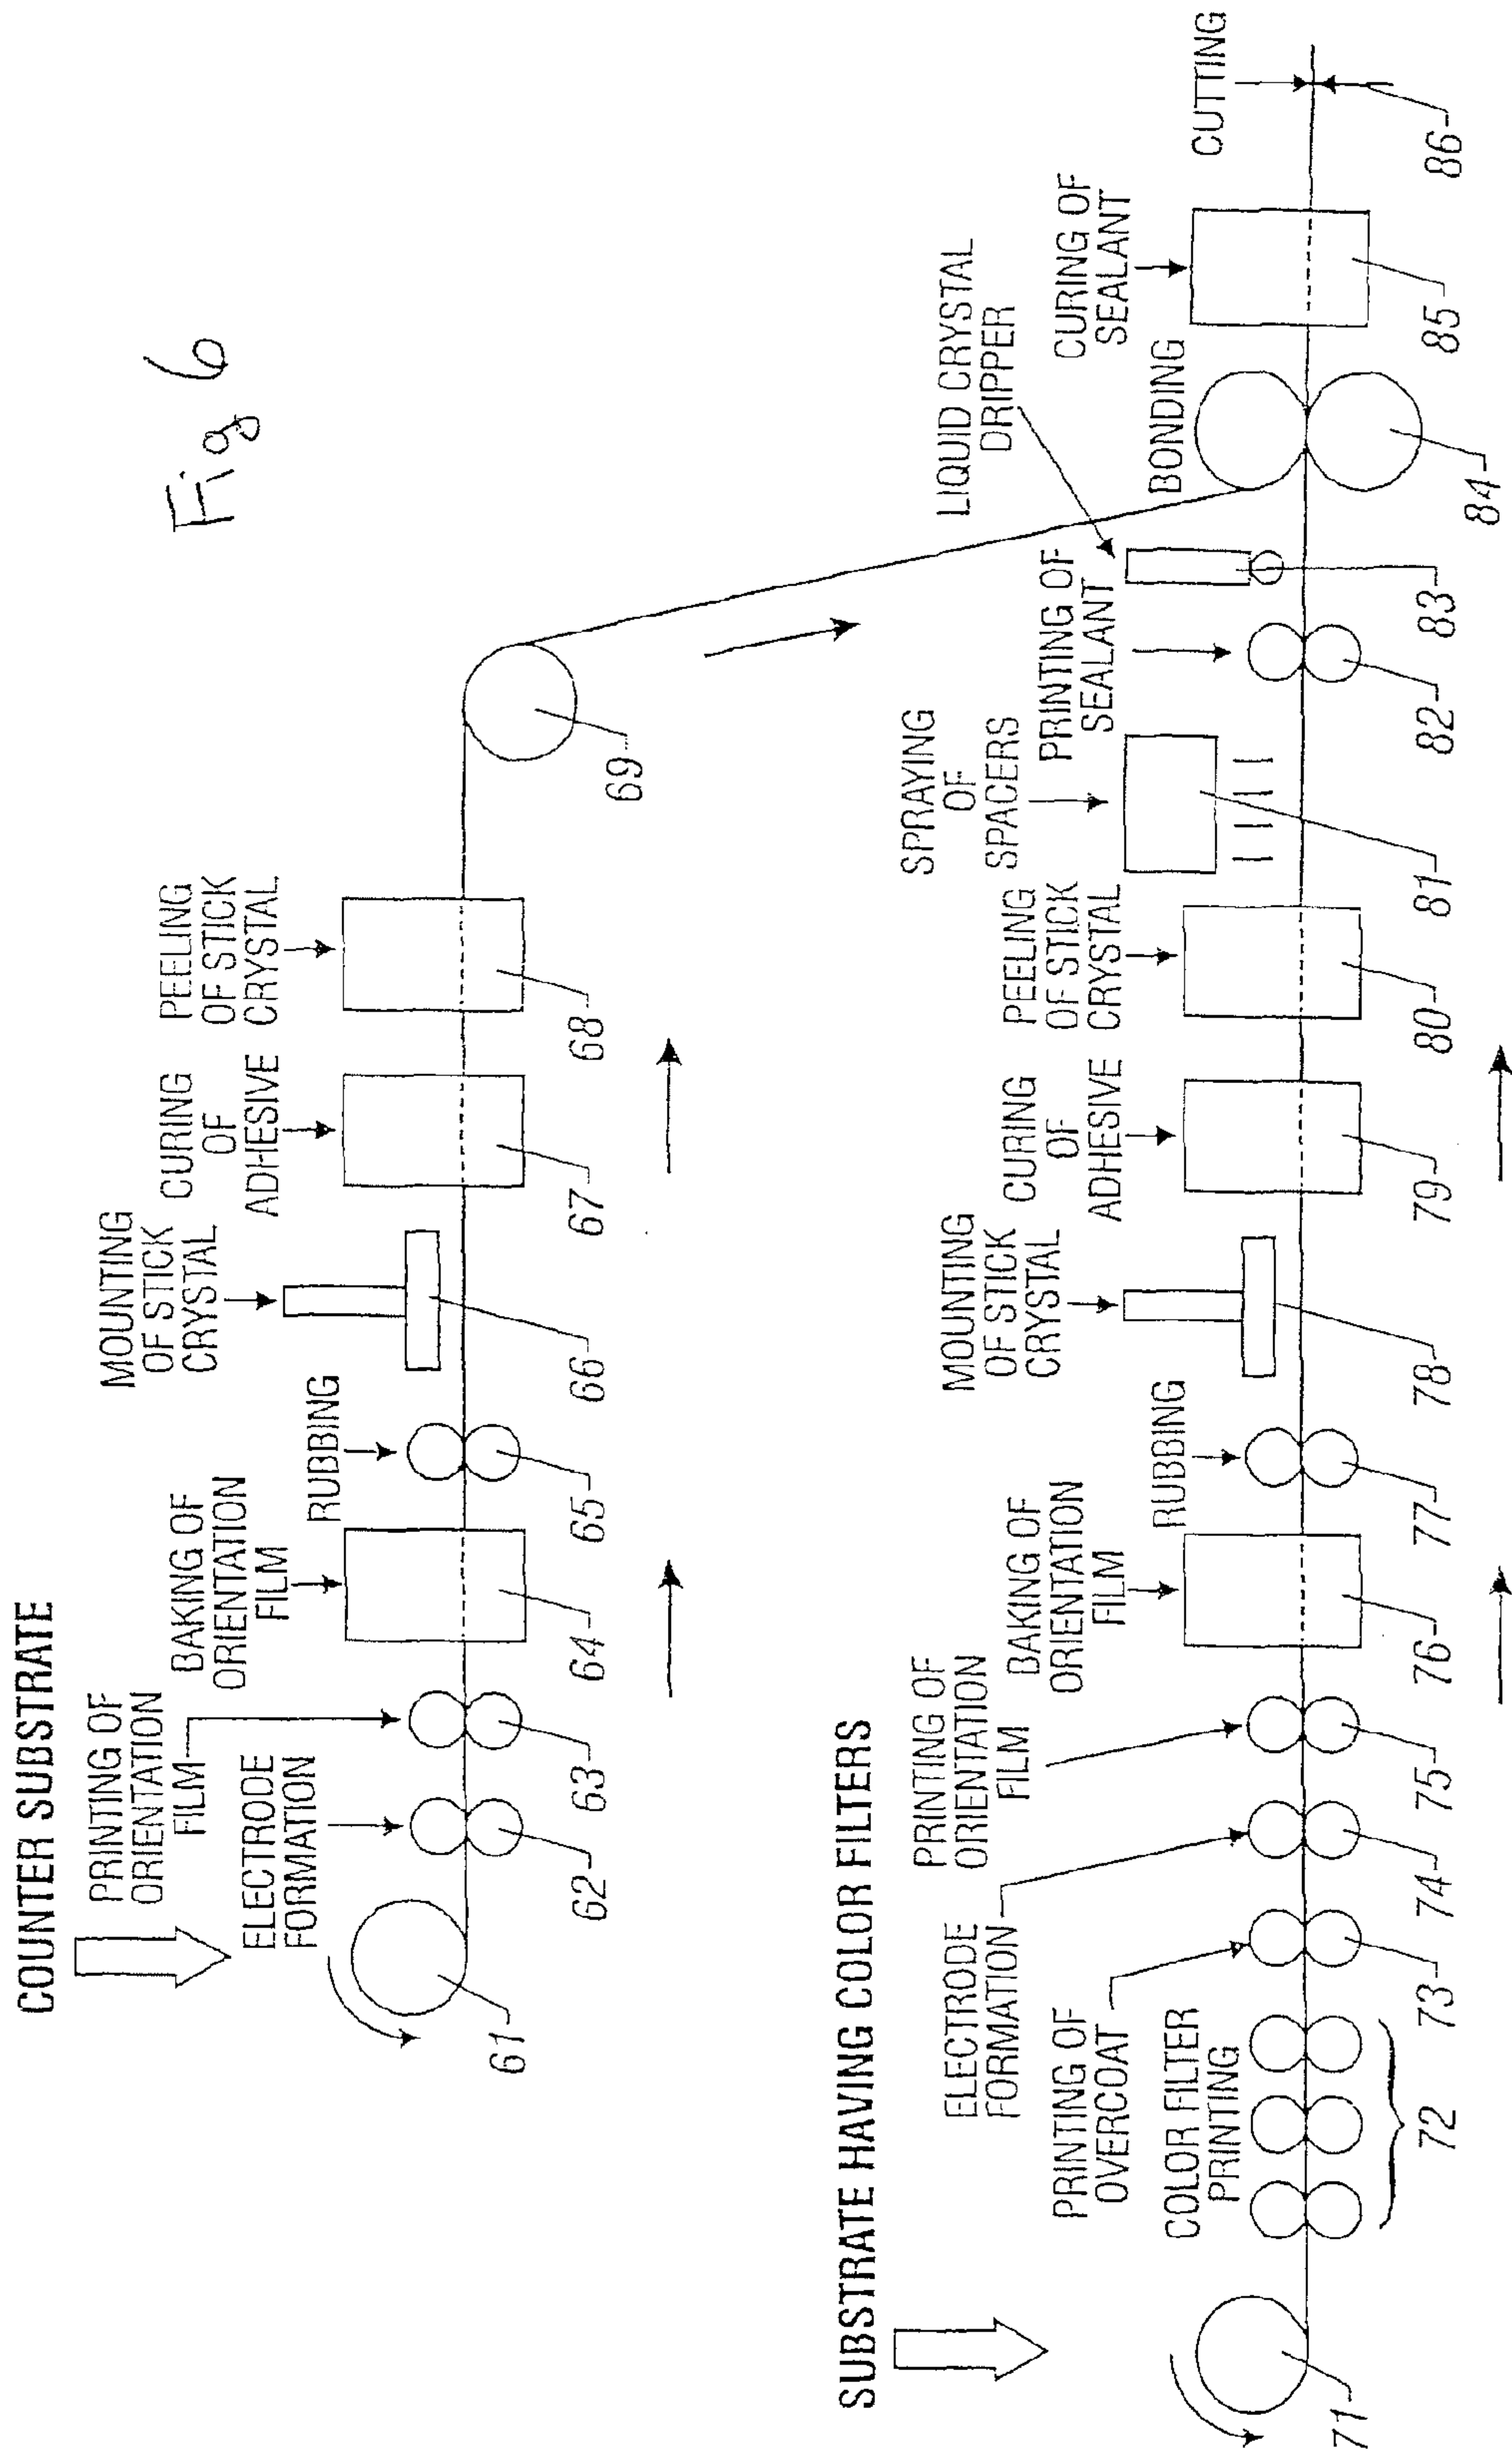 Fig 6
COUNTER SUBSTRATE
PRINTING OF
ORIENTATION
FILM
ELECTRODE
FORMATION
BAKING OF
ORIENTATION
FILM
RUBBING
MOUNTING
OF STICK
CRYSTAL
CURING
OF
ADHESIVE
PEELING
OF STICK
CRYSTAL
61
62
63
64
65
66
67
68
69
SUBSTRATE HAVING COLOR FILTERS
COLOR FILTER
PRINTING
PRINTING OF
OVERCOAT
ELECTRODE
FORMATION
PRINTING OF
ORIENTATION
FILM
BAKING OF
ORIENTATION
FILM
RUBBING
MOUNTING
OF STICK
CRYSTAL
CURING
OF
ADHESIVE
PEELING
OF STICK
CRYSTAL
SPRAYING
OF
SPACERS
PRINTING OF
SEALANT
LIQUID CRYSTAL
DRIPPER
BONDING
CURING OF
SEALANT
CUTTING
71
72
73
74
75
76
77
78
79
80
81
82
83
84
85
86